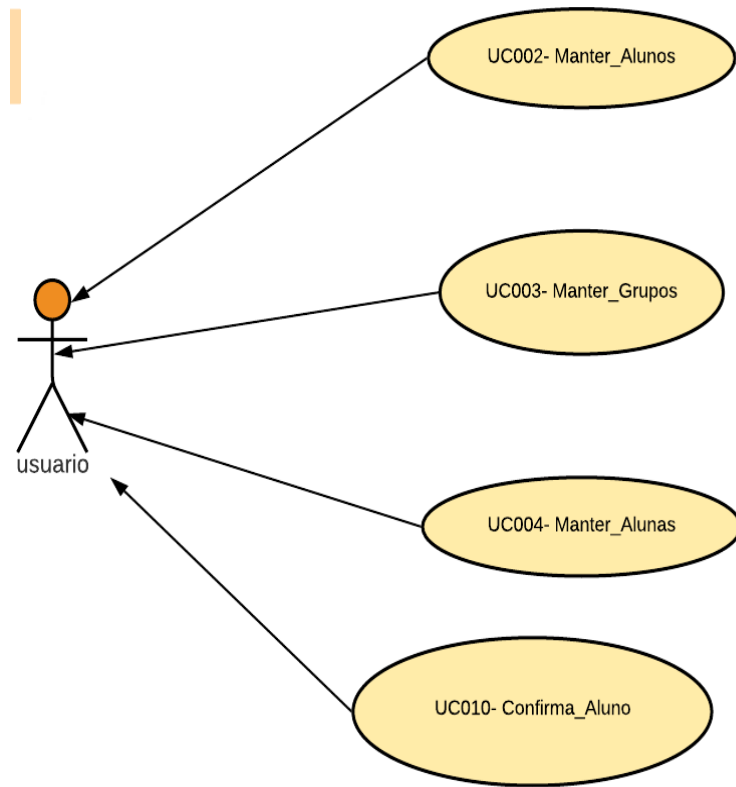 UC002- Manter_Alunos
UC003- Manter_Grupos
usuario
UC004- Manter_Alunas
UC010- Confirma_Aluno